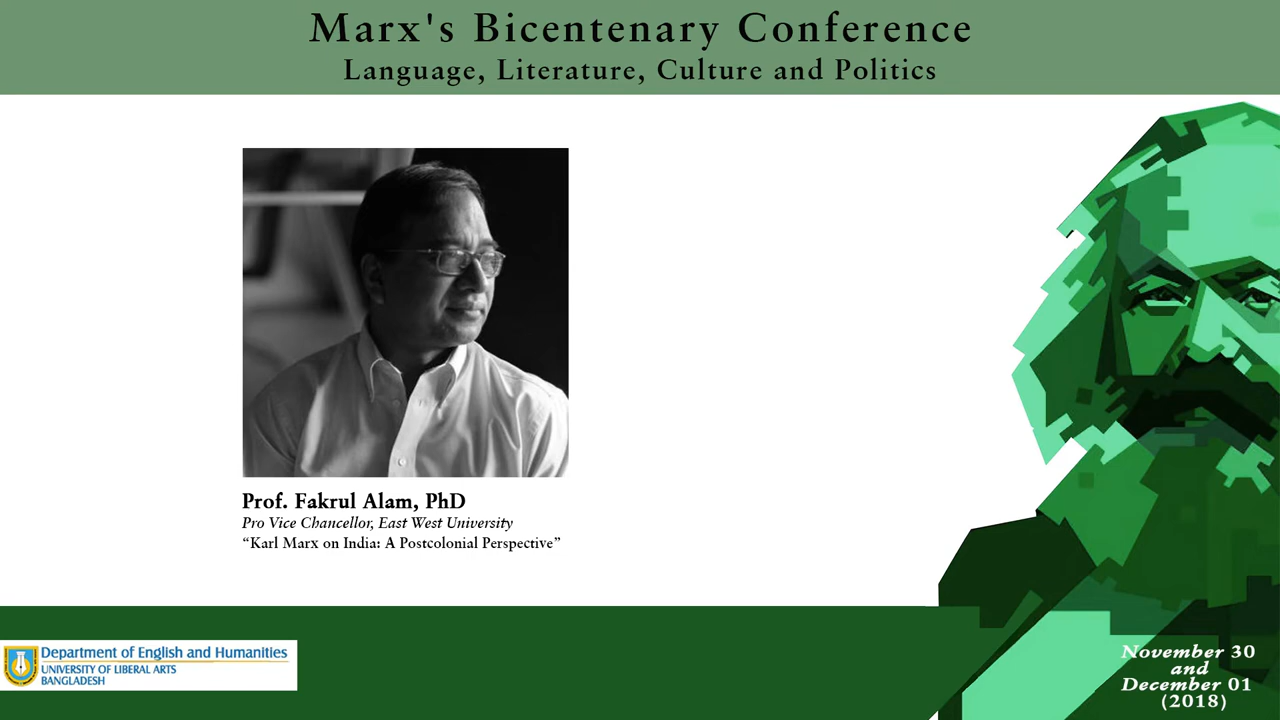 Marx's Bicentenary Conference
Language, Literature, Culture and Politics
Prof. Fakrul Alam, PhD
Pro Vice Chancellor, East West University
“Karl Marx on India: A Postcolonial Perspective”
Department of English and Humanities
UNIVERSITY OF LIBERAL ARTS
BANGLADESH
November 30
and
December 01
(2018)